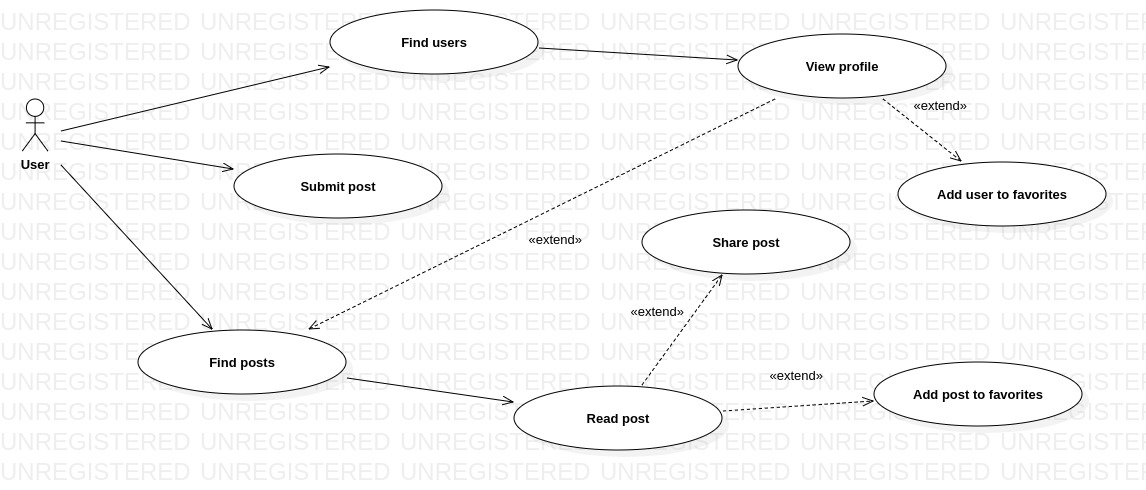 Find users
View profile
«extend»
User
Submit post
Add user to favorites
«extend»
Share post
«extend»
Find posts
«extend»
Add post to favorites
Read post
UNREGISTERED UNREGISTERED UNREGISTERED UNREGISTERED UNREGISTERED UNREGISTERED